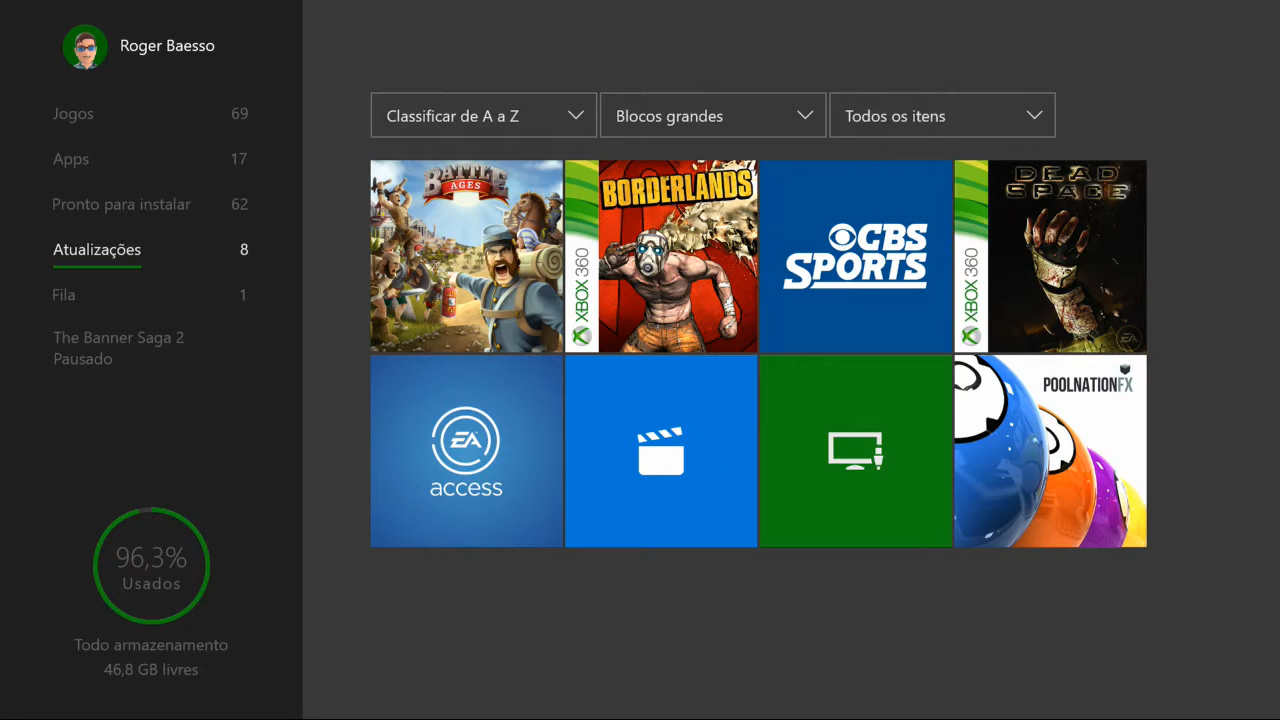 Roger Baesso
Jogos 69
Apps 17
Pronto para instalar 62
Atualizações 8
Fila 1
The Banner Saga 2
Pausado
96,3%
Usados
Todo armazenamento
46,8 GB livres
Classificar de A a Z
Blocos grandes
Todos os itens
BATTLE
AGES
XBOX 360
BORDERLANDS
CBS
SPORTS
XBOX 360
DEAD
SPACE
EA
EA
access
POOLNATIONFX